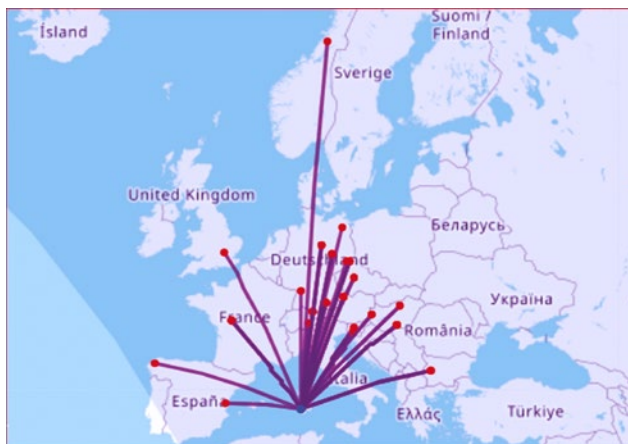 Ísland
Suomi /
Finland
Sverige
United Kingdom
Беларусь
Deutschland
Україна
France
România
Italia
España
Ελλάς
Türkiye